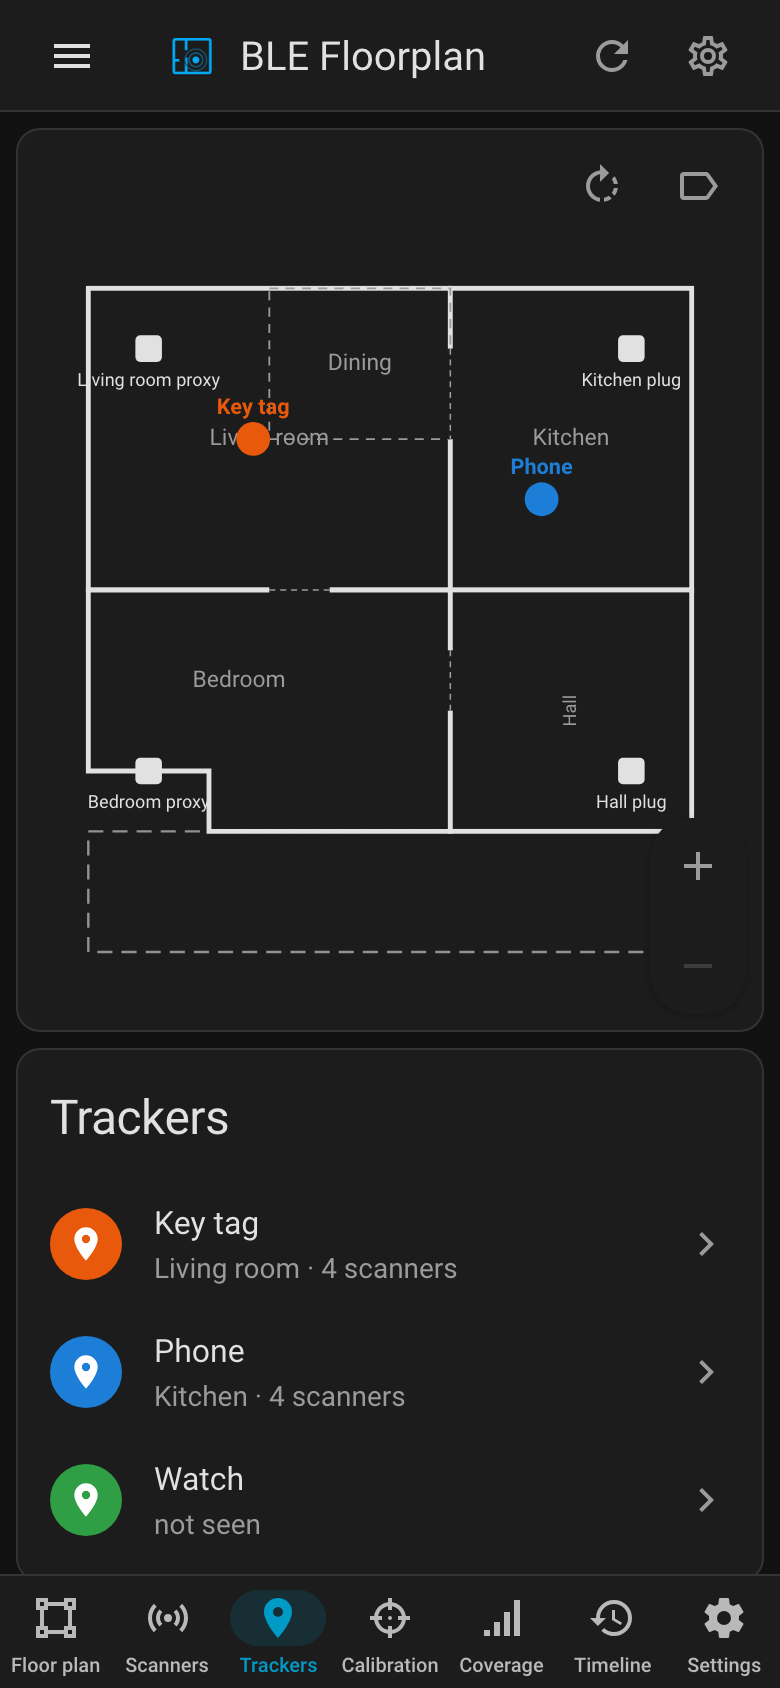 BLE Floorplan
Dining
Living room proxy
Kitchen plug
Key tag
Living room
Kitchen
Phone
Bedroom
Hall
Bedroom proxy
Hall plug
Trackers
Key tag
Living room · 4 scanners
Phone
Kitchen · 4 scanners
Watch
not seen
Floor plan
Scanners
Trackers
Calibration
Coverage
Timeline
Settings